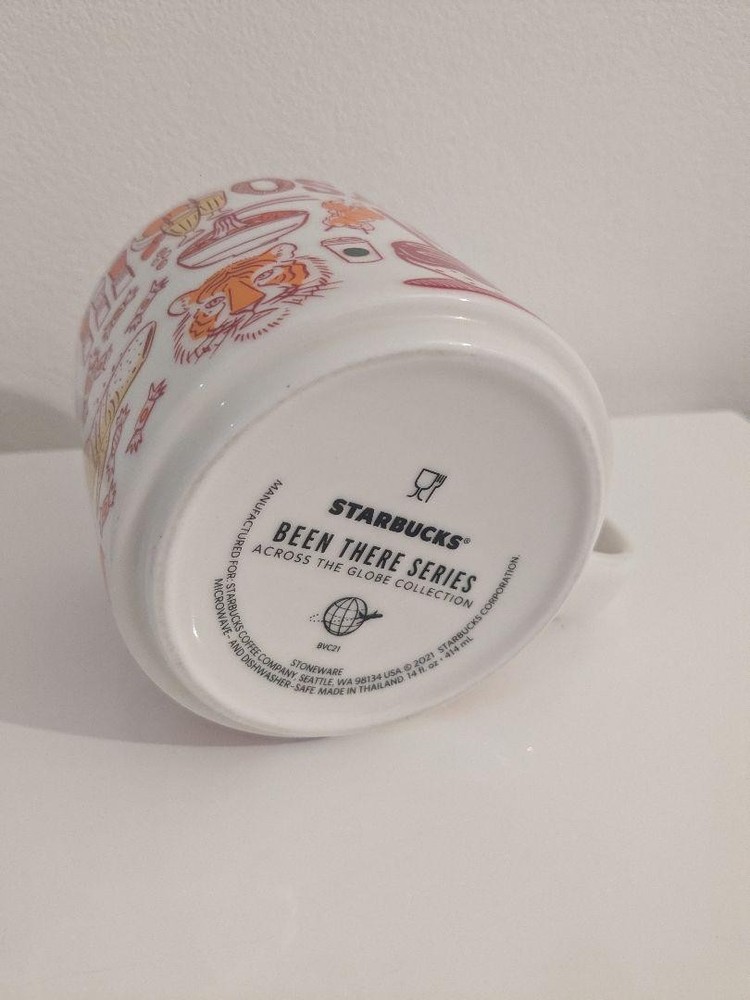 STARBUCKS®
BEEN THERE SERIES
ACROSS THE GLOBE COLLECTION
BVC21
STONEWARE
MANUFACTURED FOR: STARBUCKS COFFEE COMPANY, SEATTLE, WA 98134 USA © 2021 STARBUCKS CORPORATION.
MICROWAVE- AND DISHWASHER-SAFE MADE IN THAILAND 14 fl. oz • 414 mL